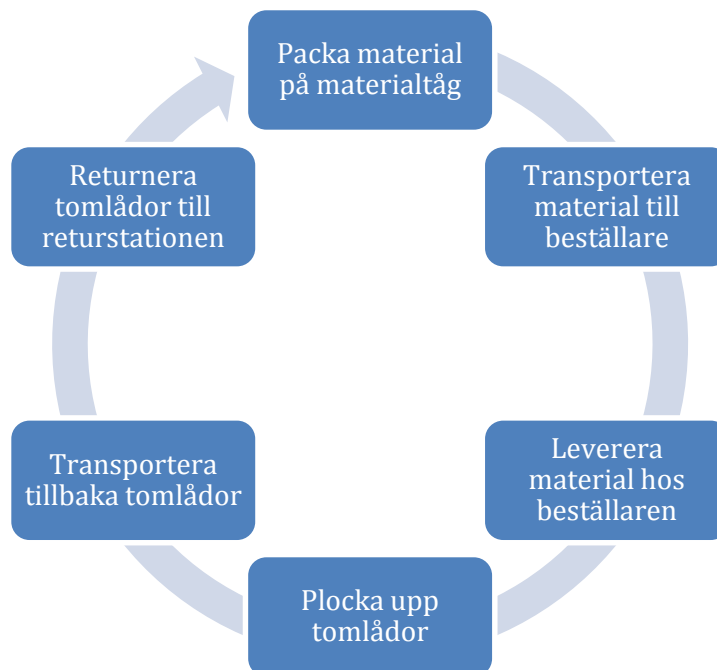 Packa material
på materialtåg
Transportera
material till
beställare
Leverera
material hos
beställaren
Plocka upp
tomlådor
Transportera
tillbaka tomlådor
Returnera
tomlådor till
returstationen